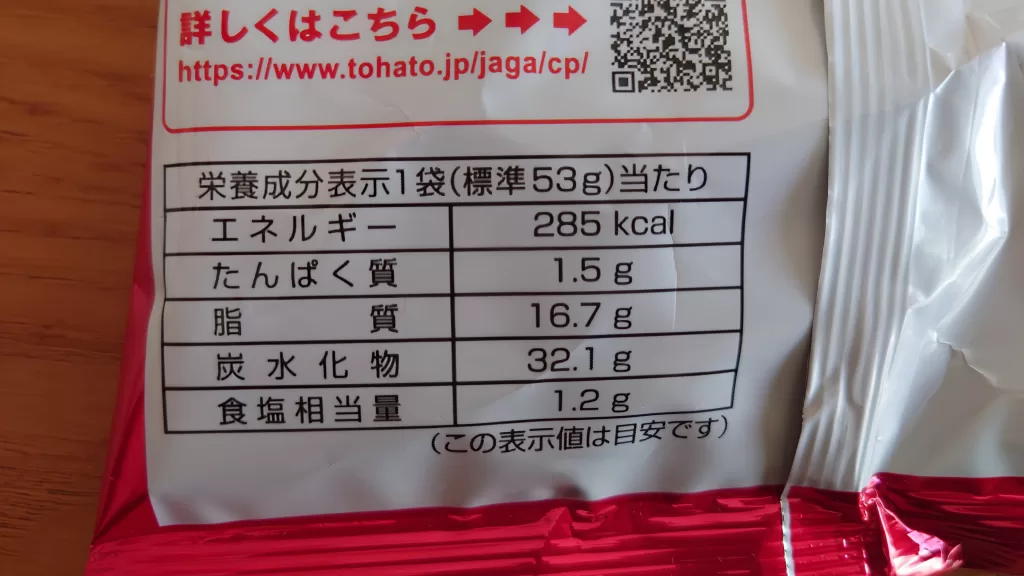 詳しくはこちら ➡ ➡ ➡
https://www.tohato.jp/jaga/cp/
栄養成分表示1袋(標準53g)当たり
エネルギー 285 kcal
たんぱく質 1.5 g
脂質 16.7 g
炭水化物 32.1 g
食塩相当量 1.2 g
(この表示値は目安です)